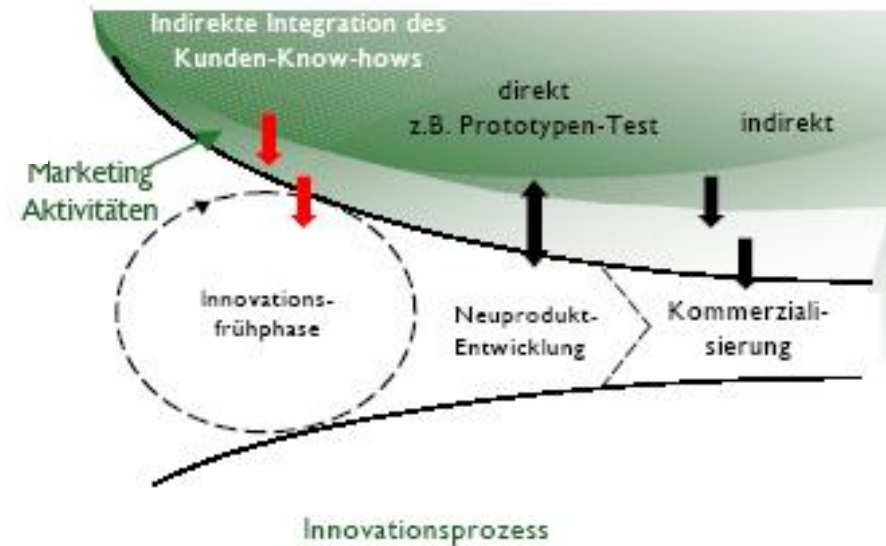 Indirekte Integration des
Kunden-Know-hows
direkt
z.B. Prototypen-Test
indirekt
Marketing
Aktivitäten
Innovations-
frühphase
Neuprodukt-
Entwicklung
Kommerziali-
sierung
Innovationsprozess